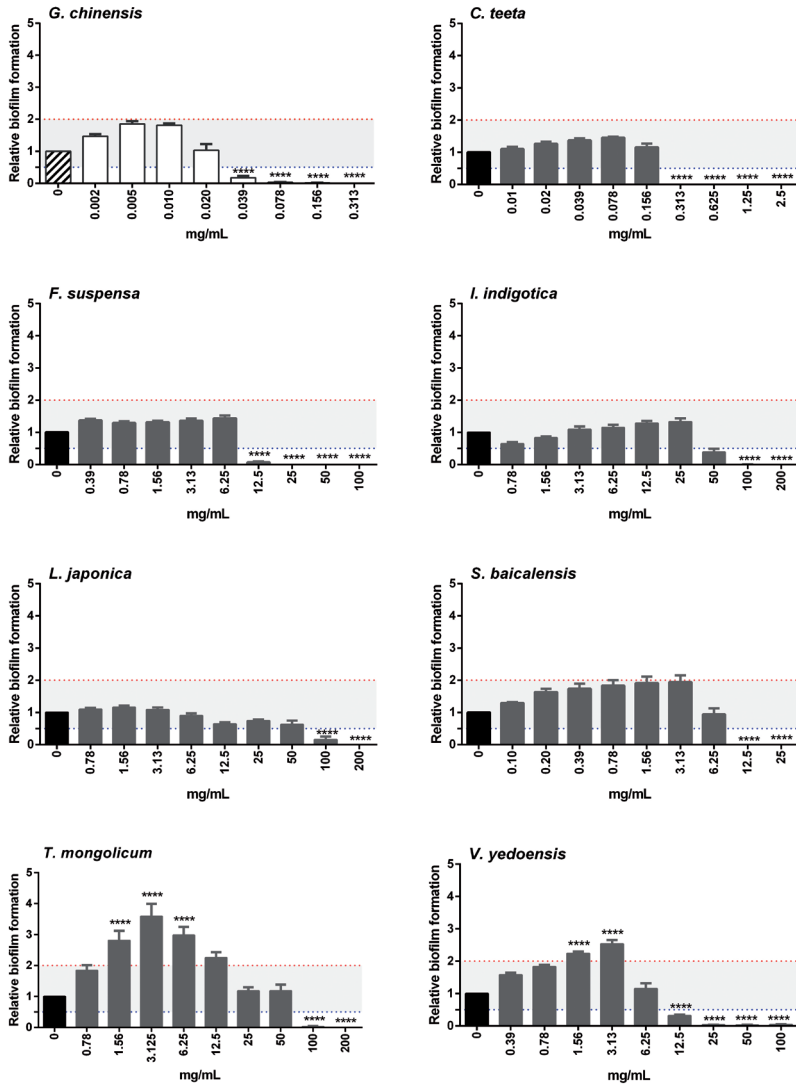 G. chinensis
Relative biofilm formation
5
4
3
2
1
0
**** **** **** ****
0 0.002 0.005 0.010 0.020 0.039 0.078 0.156 0.313
mg/mL
C. teeta
Relative biofilm formation
5
4
3
2
1
0
**** **** **** ****
0 0.01 0.02 0.039 0.078 0.156 0.313 0.625 1.25 2.5
mg/mL
F. suspensa
Relative biofilm formation
5
4
3
2
1
0
**** **** **** ****
0 0.39 0.78 1.56 3.13 6.25 12.5 25 50 100
mg/mL
I. indigotica
Relative biofilm formation
5
4
3
2
1
0
**** ****
0 0.78 1.56 3.13 6.25 12.5 25 50 100 200
mg/mL
L. japonica
Relative biofilm formation
5
4
3
2
1
0
**** ****
0 0.78 1.56 3.13 6.25 12.5 25 50 100 200
mg/mL
S. baicalensis
Relative biofilm formation
5
4
3
2
1
0
**** ****
0 0.10 0.20 0.39 0.78 1.56 3.13 6.25 12.5 25
mg/mL
T. mongolicum
Relative biofilm formation
5
4
3
2
1
0
**** **** **** **** ****
0 0.78 1.56 3.125 6.25 12.5 25 50 100 200
mg/mL
V. yedoensis
Relative biofilm formation
5
4
3
2
1
0
**** **** **** **** **** ****
0 0.39 0.78 1.56 3.13 6.25 12.5 25 50 100
mg/mL